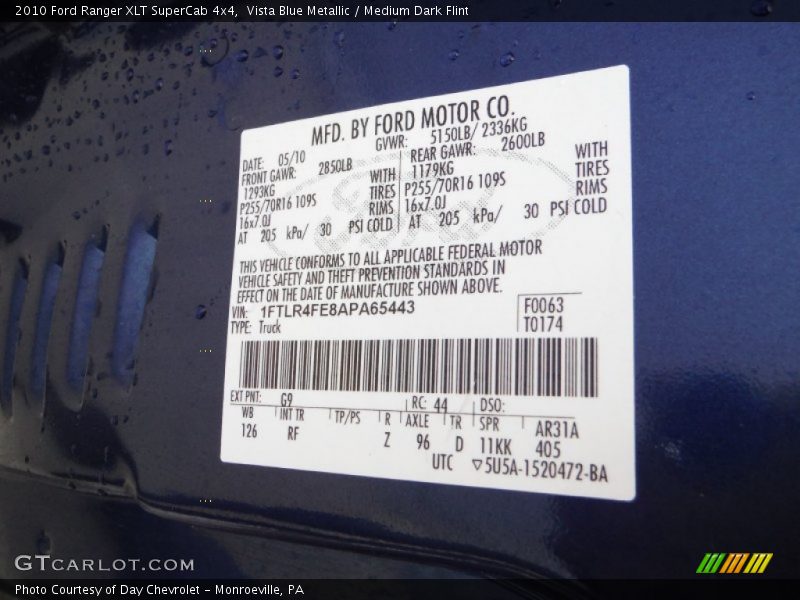 2010 Ford Ranger XLT SuperCab 4x4, Vista Blue Metallic / Medium Dark Flint
MFD. BY FORD MOTOR CO.
DATE: 05/10 GVWR: 5150LB/ 2336KG
FRONT GAWR: 2850LB REAR GAWR: 2600LB
1293KG WITH 1179KG WITH
P255/70R16 109S TIRES P255/70R16 109S TIRES
16x7.0J RIMS 16x7.0J RIMS
AT 205 kPa/ 30 PSI COLD AT 205 kPa/ 30 PSI COLD
THIS VEHICLE CONFORMS TO ALL APPLICABLE FEDERAL MOTOR
VEHICLE SAFETY AND THEFT PREVENTION STANDARDS IN
EFFECT ON THE DATE OF MANUFACTURE SHOWN ABOVE.
VIN: 1FTLR4FE8APA65443 F0063
TYPE: Truck T0174
EXT PNT: G9 RC: 44 DSO:
WB INT TR TP/PS R AXLE TR SPR AR31A
126 RF Z 96 D 11KK 405
UTC ▽5U5A-1520472-BA
GTCARLOT.COM
Photo Courtesy of Day Chevrolet - Monroeville, PA